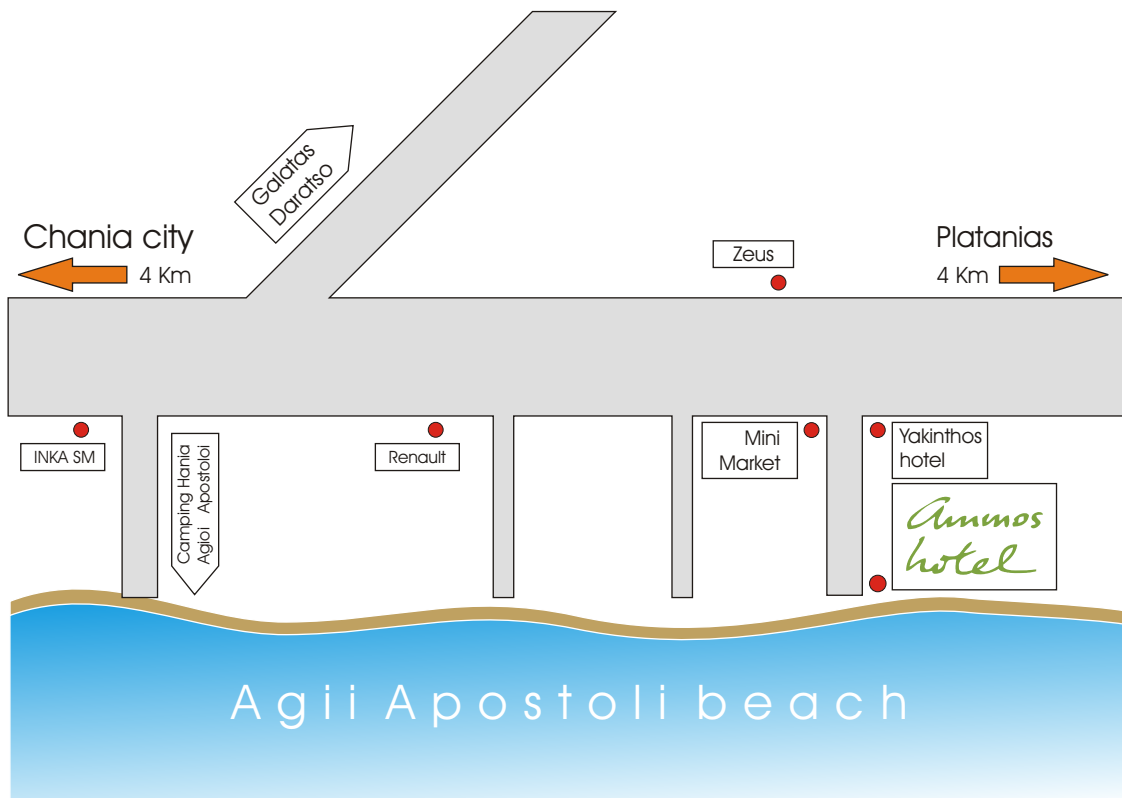 Galatas
Daratso
Chania city
4 Km
Zeus
Platanias
4 Km
INKA SM
Camping Hania
Agioi Apostoloi
Renault
Mini
Market
Yakinthos
hotel
Ammos
hotel
Agii Apostoli beach